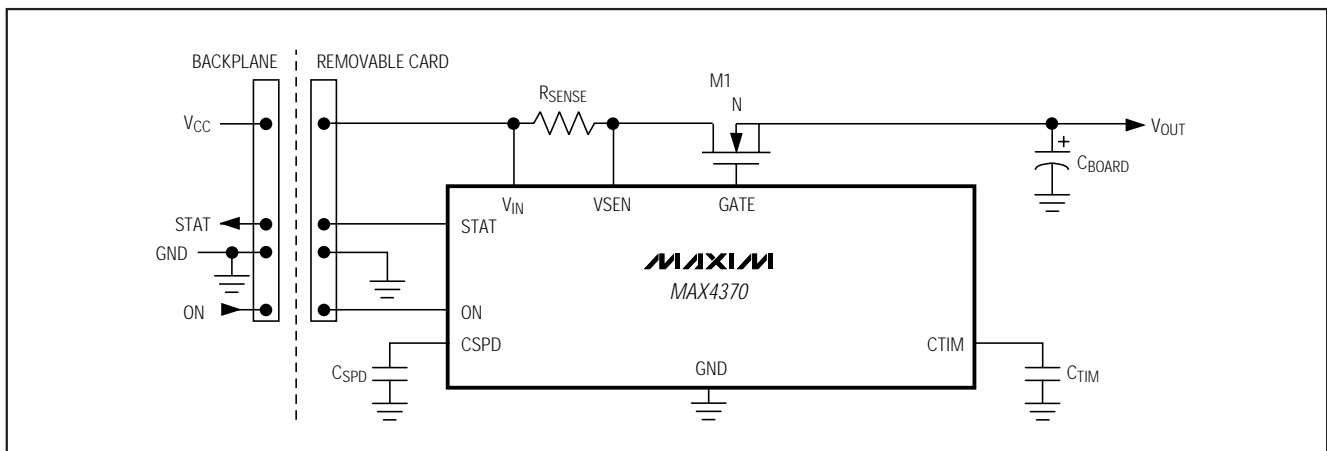 BACKPLANE
REMOVABLE CARD
VCC
RSENSE
M1
N
VOUT
+
CBOARD
VIN
VSEN
GATE
STAT
STAT
GND
MAXIM
MAX4370
ON
ON
CSPD
CTIM
CSPD
GND
CTIM